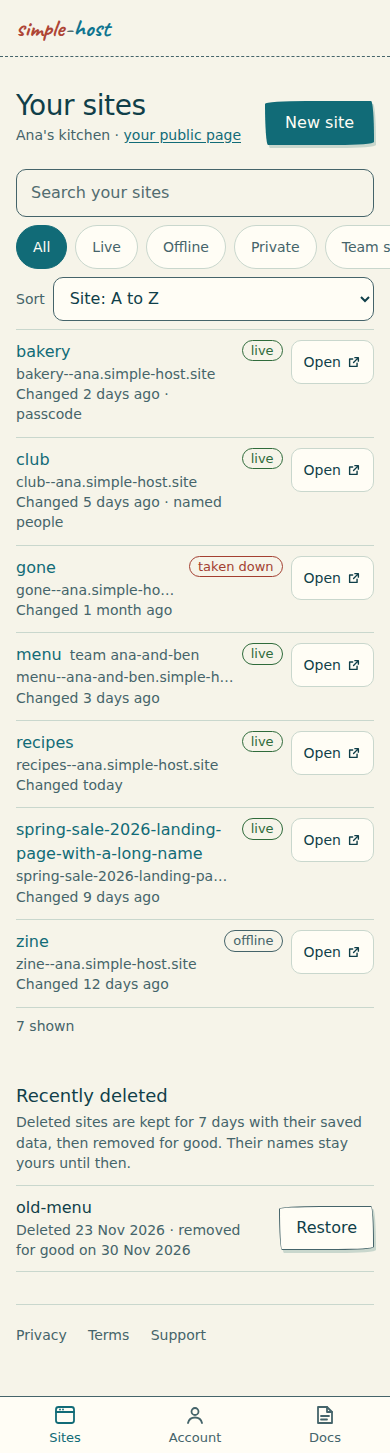 simple-host
Your sites
Ana's kitchen · your public page
New site
Search your sites
All
Live
Offline
Private
Team s
Sort
Site: A to Z
bakery
live
Open
bakery--ana.simple-host.site
Changed 2 days ago ·
passcode
club
live
Open
club--ana.simple-host.site
Changed 5 days ago · named
people
gone
taken down
Open
gone--ana.simple-ho…
Changed 1 month ago
menu team ana-and-ben
live
Open
menu--ana-and-ben.simple-h…
Changed 3 days ago
recipes
live
Open
recipes--ana.simple-host.site
Changed today
spring-sale-2026-landing-
page-with-a-long-name
live
Open
spring-sale-2026-landing-pa…
Changed 9 days ago
zine
offline
Open
zine--ana.simple-host.site
Changed 12 days ago
7 shown
Recently deleted
Deleted sites are kept for 7 days with their saved
data, then removed for good. Their names stay
yours until then.
old-menu
Deleted 23 Nov 2026 · removed
for good on 30 Nov 2026
Restore
Privacy
Terms
Support
Sites
Account
Docs